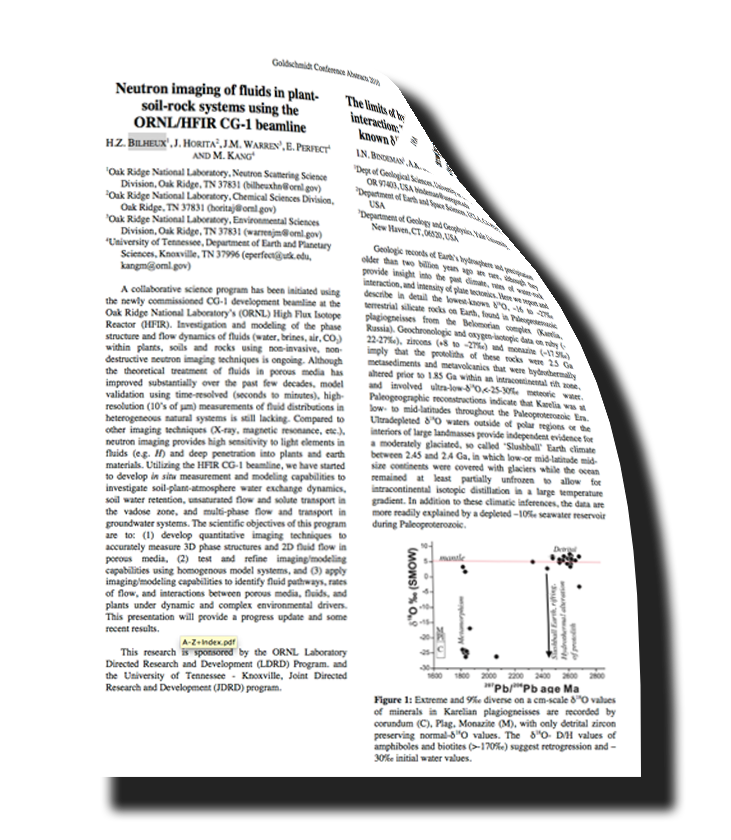 Goldschmidt Conference Abstracts 2010
Neutron imaging of fluids in plant-
soil-rock systems using the
ORNL/HFIR CG-1 beamline
H.Z. BILHEUX¹, J. HORITA², J.M. WARREN³, E. PERFECT⁴
AND M. KANG⁴
¹Oak Ridge National Laboratory, Neutron Scattering Science
Division, Oak Ridge, TN 37831 (bilheuxhn@ornl.gov)
²Oak Ridge National Laboratory, Chemical Sciences Division,
Oak Ridge, TN 37831 (horitaj@ornl.gov)
³Oak Ridge National Laboratory, Environmental Sciences
Division, Oak Ridge, TN 37831 (warrenjm@ornl.gov)
⁴University of Tennessee, Department of Earth and Planetary
Sciences, Knoxville, TN 37996 (eperfect@utk.edu,
kangm@ornl.gov)
A collaborative science program has been initiated using
the newly commissioned CG-1 development beamline at the
Oak Ridge National Laboratory's (ORNL) High Flux Isotope
Reactor (HFIR). Investigation and modeling of the phase
structure and flow dynamics of fluids (water, brines, air, CO₂)
within plants, soils and rocks using non-invasive, non-
destructive neutron imaging techniques is ongoing. Although
the theoretical treatment of fluids in porous media has
improved substantially over the past few decades, model
validation using time-resolved (seconds to minutes), high-
resolution (10's of μm) measurements of fluid distributions in
heterogeneous natural systems is still lacking. Compared to
other imaging techniques (X-ray, magnetic resonance, etc.),
neutron imaging provides high sensitivity to light elements in
fluids (e.g. H) and deep penetration into plants and earth
materials. Utilizing the HFIR CG-1 beamline, we have started
to develop in situ measurement and modeling capabilities to
investigate soil-plant-atmosphere water exchange dynamics,
soil water retention, unsaturated flow and solute transport in
the vadose zone, and multi-phase flow and transport in
groundwater systems. The scientific objectives of this program
are to: (1) develop quantitative imaging techniques to
accurately measure 3D phase structures and 2D fluid flow in
porous media, (2) test and refine imaging/modeling
capabilities using homogenous model systems, and (3) apply
imaging/modeling capabilities to identify fluid pathways, rates
of flow, and interactions between porous media, fluids, and
plants under dynamic and complex environmental drivers.
This presentation will provide a progress update and some
recent results.
A-Z+Index.pdf
This research is sponsored by the ORNL Laboratory
Directed Research and Development (LDRD) Program. and
the University of Tennessee - Knoxville, Joint Directed
Research and Development (JDRD) program.
The limits of hy
interaction:
known δ
I.N. BINDEMAN¹, A.K.
¹Dept of Geological Sciences, University
OR 97403, USA
²Department of Earth and Space Sciences, UCLA,
USA
³Department of Geology and Geophysics, Yale University,
New Haven, CT, 06520, USA
Geologic records of Earth's hydrosphere and precipitation
older than two billion years ago are rare, although they
provide insight into the past climate, rates of water-rock
interaction, and intensity of plate tectonics. Here we report and
describe in detail the lowest-known δ¹⁸O, -16 to -27‰
terrestrial silicate rocks on Earth, found in Paleoproterozoic
plagiogneisses from the Belomorian complex (Karelia,
Russia). Geochronologic and oxygen-isotopic data on ruby (-
22-27‰), zircons (+8 to -27‰) and monazite (-17.5‰)
imply that the protoliths of these rocks were 2.5 Ga
metasediments and metavolcanics that were hydrothermally
altered prior to 1.85 Ga within an intracontinental rift zone,
and involved ultra-low-δ¹⁸O,<-25-30‰ meteoric water.
Paleogeographic reconstructions indicate that Karelia was at
low- to mid-latitudes throughout the Paleoproterozoic Era.
Ultradepleted δ¹⁸O waters outside of polar regions or the
interiors of large landmasses provide independent evidence for
a moderately glaciated, so called 'Slushball' Earth climate
between 2.45 and 2.4 Ga, in which low-or mid-latitude mid-
size continents were covered with glaciers while the ocean
remained at least partially unfrozen to allow for
intracontinental isotopic distillation in a large temperature
gradient. In addition to these climatic inferences, the data are
more readily explained by a depleted –10‰ seawater reservoir
during Paleoproterozoic.
δ¹⁸O ‰ (SMOW)
10
5
0
-5
-10
-15
-20
-25
-30
mantle
Detrital
Metamorphism
Slushball Earth, rifting,
Hydrothermal alteration
of protolith
C
1600 1800 2000 2200 2400 2600 2800
²⁰⁷Pb/²⁰⁶Pb age Ma
Figure 1: Extreme and 9‰ diverse on a cm-scale δ¹⁸O values
of minerals in Karelian plagiogneisses are recorded by
corundum (C), Plag, Monazite (M), with only detrital zircon
preserving normal-δ¹⁸O values. The δ¹⁸O- D/H values of
amphiboles and biotites (>-170‰) suggest retrogression and –
30‰ initial water values.